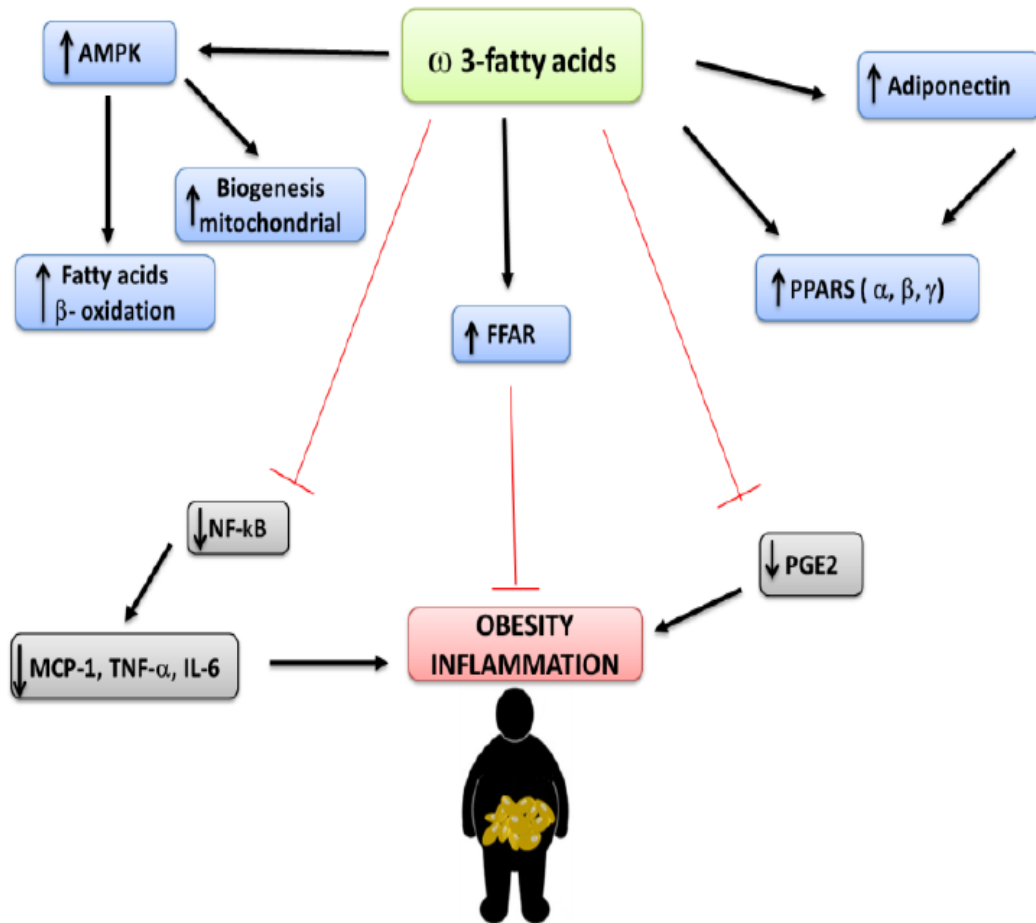 ↑ AMPK
ω 3-fatty acids
↑ Adiponectin
↑ Biogenesis
mitochondrial
↑ Fatty acids
β- oxidation
↑ PPARS ( α, β, γ)
↑ FFAR
↓ NF-kB
↓ PGE2
↓ MCP-1, TNF-α, IL-6
OBESITY
INFLAMMATION